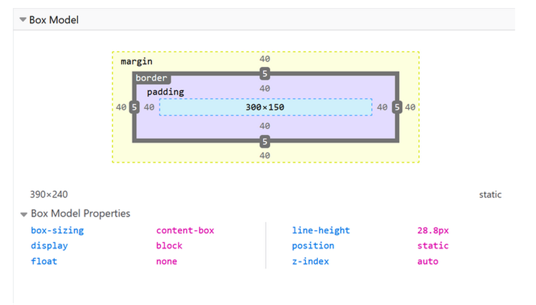 Box Model
margin 40
border 5
40
padding
40 5 40 300×150 40 5 40
40
5
40
390×240 static
Box Model Properties
box-sizing content-box line-height 28.8px
display block position static
float none z-index auto